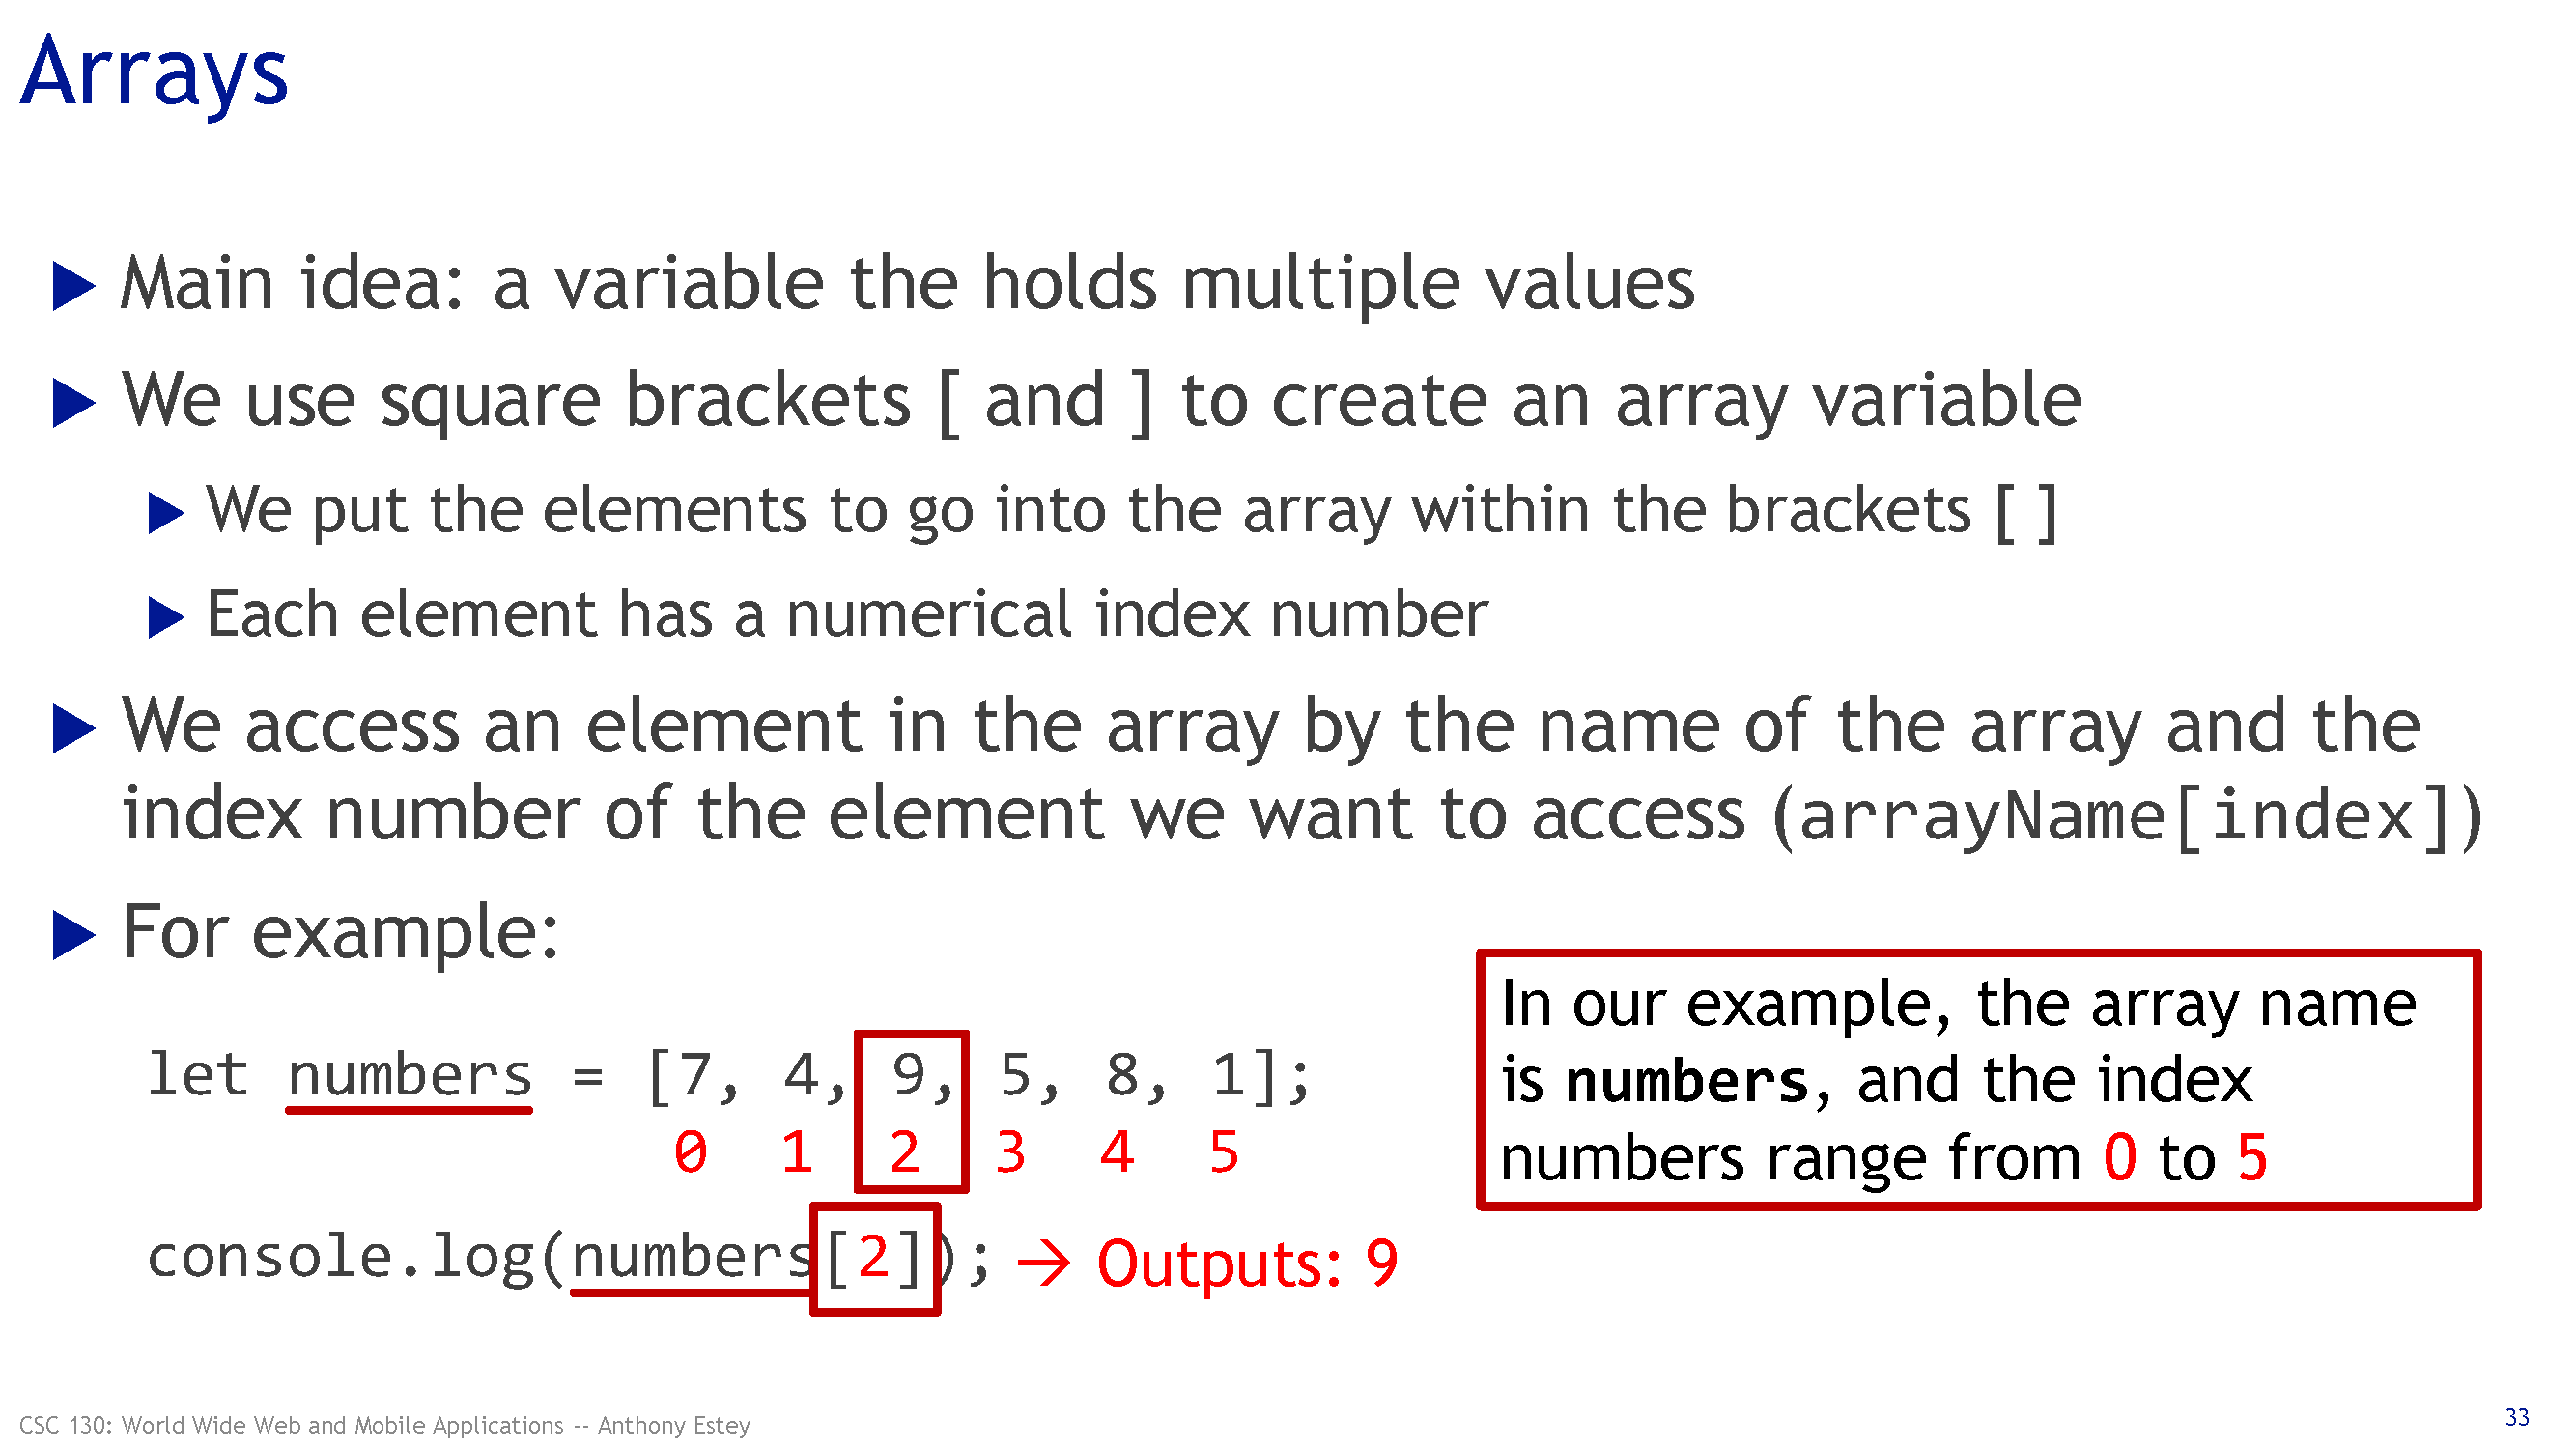 Arrays
Main idea: a variable the holds multiple values
We use square brackets [ and ] to create an array variable
We put the elements to go into the array within the brackets [ ]
Each element has a numerical index number
We access an element in the array by the name of the array and the
index number of the element we want to access (arrayName[index])
For example:
let numbers = [7, 4, 9, 5, 8, 1];
0 1 2 3 4 5
console.log(numbers[2]); → Outputs: 9
In our example, the array name
is numbers, and the index
numbers range from 0 to 5
CSC 130: World Wide Web and Mobile Applications -- Anthony Estey
33